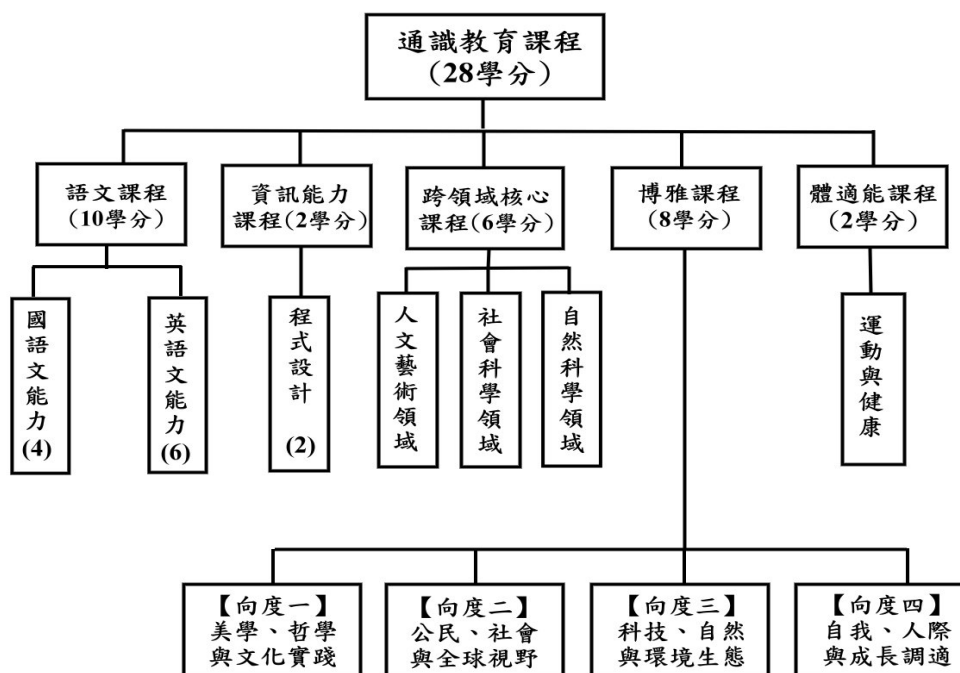 通識教育課程
(28學分)
語文課程
(10學分)
資訊能力
課程(2學分)
跨領域核心
課程(6學分)
博雅課程
(8學分)
體適能課程
(2學分)
國語文能力(4)
英語文能力(6)
程式設計(2)
人文藝術領域
社會科學領域
自然科學領域
運動與健康
【向度一】
美學、哲學
與文化實踐
【向度二】
公民、社會
與全球視野
【向度三】
科技、自然
與環境生態
【向度四】
自我、人際
與成長調適